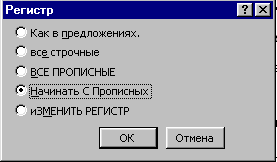 Регистр
Как в предложениях.
все строчные
ВСЕ ПРОПИСНЫЕ
Начинать С Прописных
иЗМЕНИТЬ РЕГИСТР
ОК Отмена